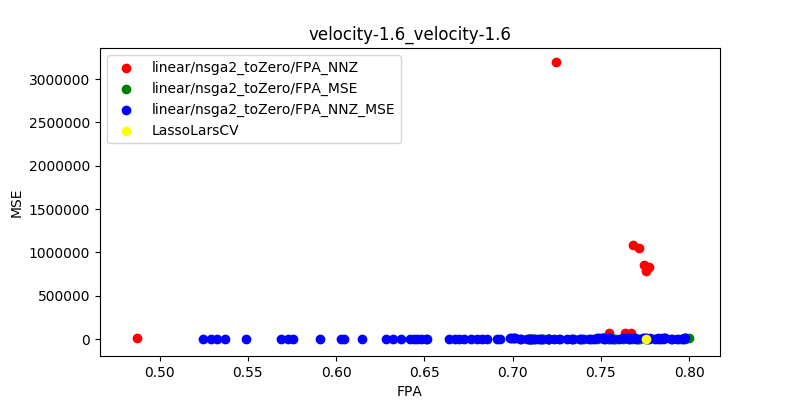 velocity-1.6_velocity-1.6
linear/nsga2_toZero/FPA_NNZ
linear/nsga2_toZero/FPA_MSE
linear/nsga2_toZero/FPA_NNZ_MSE
LassoLarsCV
MSE
3000000
2500000
2000000
1500000
1000000
500000
0
0.50 0.55 0.60 0.65 0.70 0.75 0.80
FPA